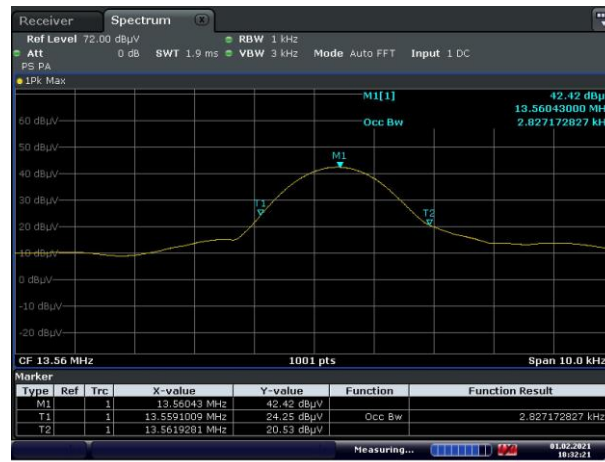 Receiver Spectrum X
Ref Level 72.00 dBµV RBW 1 kHz
Att 0 dB SWT 1.9 ms VBW 3 kHz Mode Auto FFT Input 1 DC
PS PA
1Pk Max
M1[1] 42.42 dBµ
13.56043000 MH
60 dBµV Occ Bw 2.827172827 kH
50 dBµV
M1
40 dBµV
30 dBµV
T1
T2
20 dBµV
10 dBµV
0 dBµV
-10 dBµV
-20 dBµV
CF 13.56 MHz 1001 pts Span 10.0 kHz
Marker
Type Ref Trc X-value Y-value Function Function Result
M1 1 13.56043 MHz 42.42 dBµV
T1 1 13.5591009 MHz 24.25 dBµV Occ Bw 2.827172827 kHz
T2 1 13.5619281 MHz 20.53 dBµV
Measuring... 01.02.2021
10:32:21